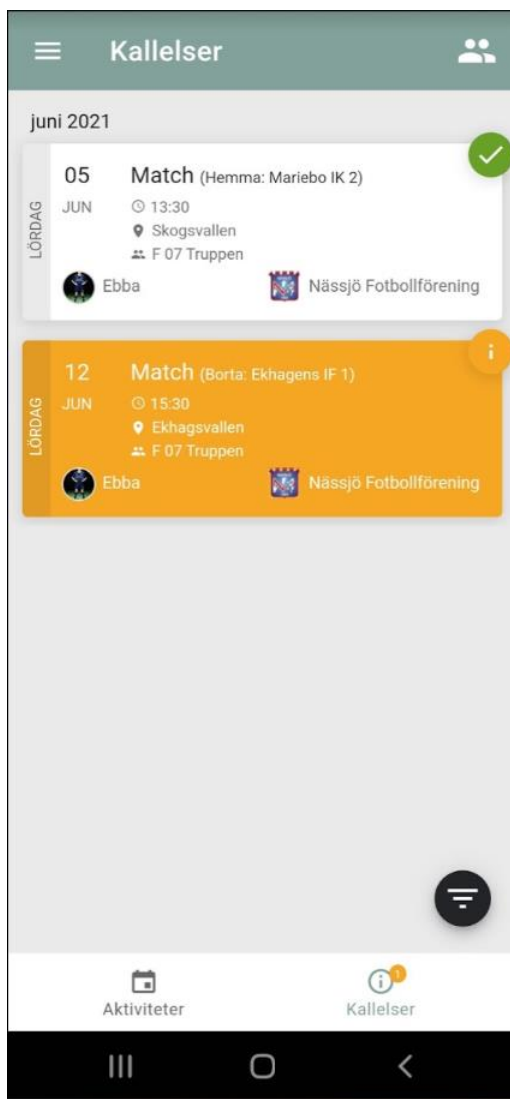 Kallelser
juni 2021
LÖRDAG
05 Match (Hemma: Mariebo IK 2)
JUN 13:30
Skogsvallen
F 07 Truppen
Ebba Nässjö Fotbollförening
LÖRDAG
12 Match (Borta: Ekhagens IF 1)
JUN 15:30
Ekhagsvallen
F 07 Truppen
Ebba Nässjö Fotbollförening
1
Aktiviteter Kallelser